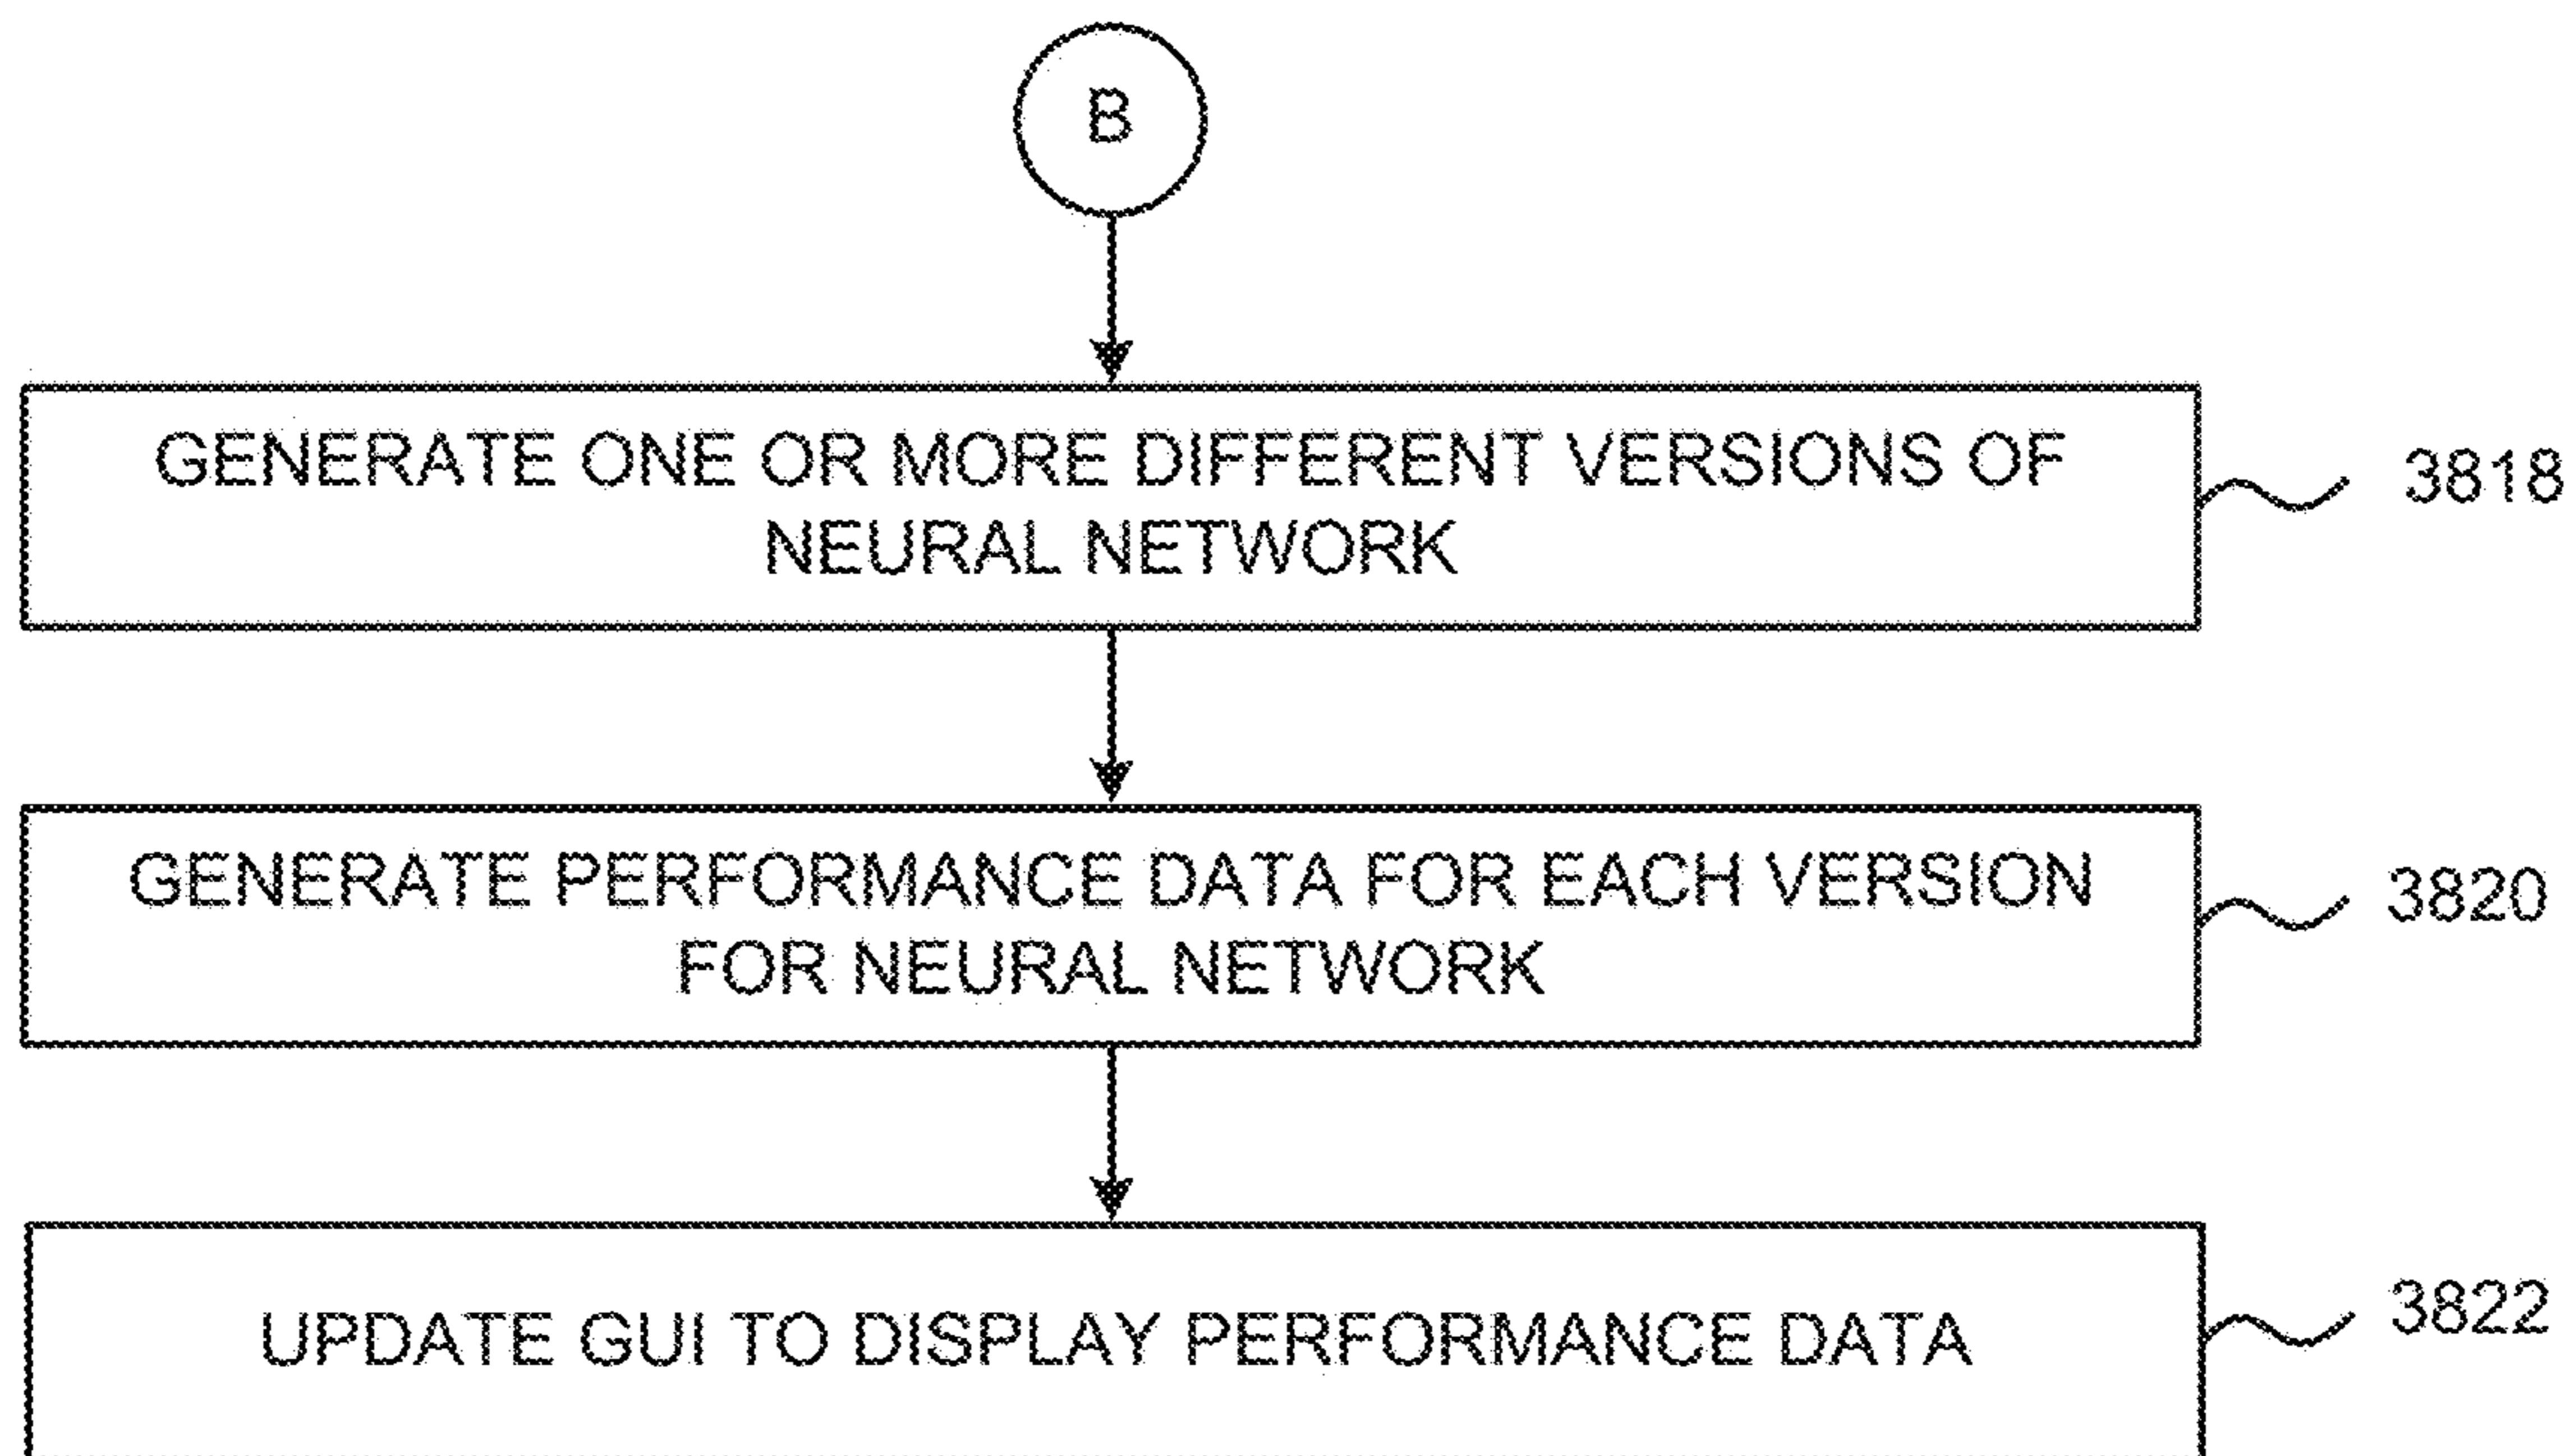 B
GENERATE ONE OR MORE DIFFERENT VERSIONS OF
NEURAL NETWORK
3818
GENERATE PERFORMANCE DATA FOR EACH VERSION
FOR NEURAL NETWORK
3820
UPDATE GUI TO DISPLAY PERFORMANCE DATA
3822